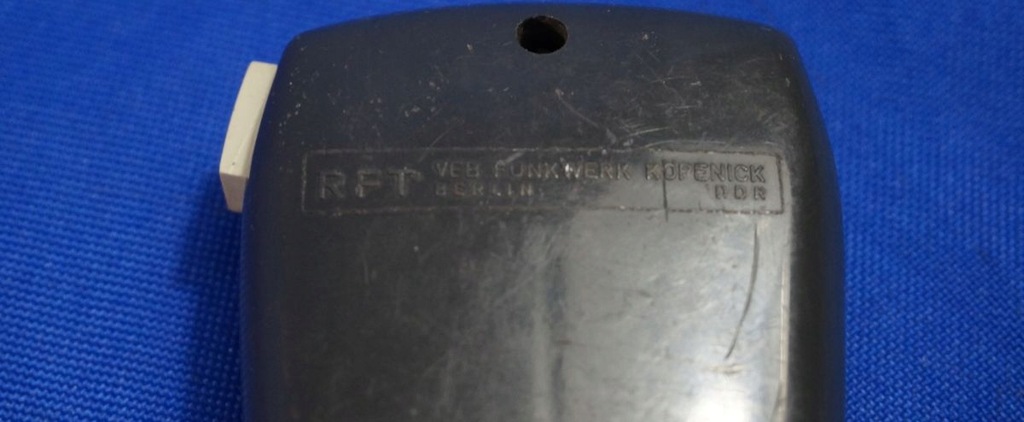 RFT VEB FUNKWERK KÖPENICK
BERLIN DDR